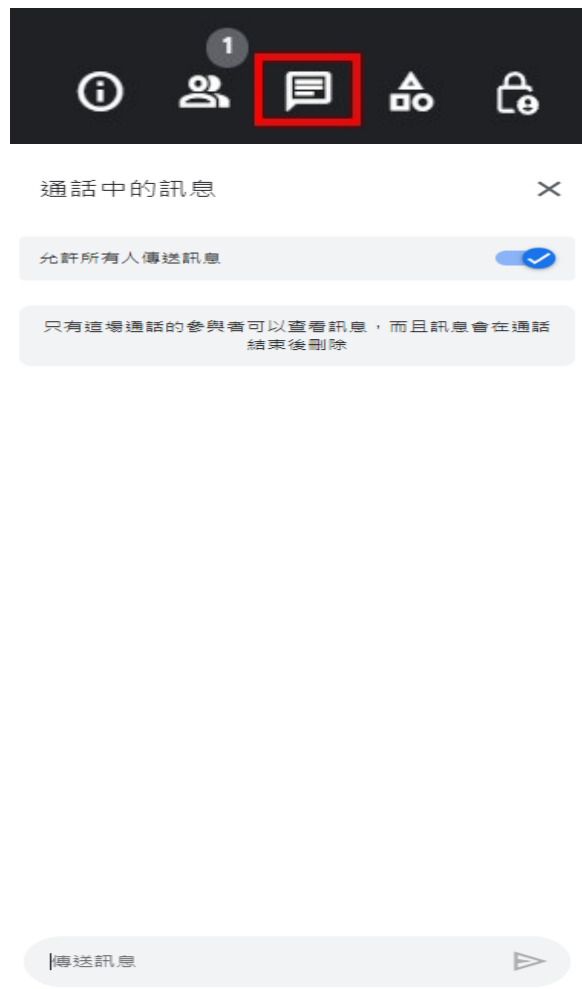 1
通話中的訊息
允許所有人傳送訊息
只有這場通話的參與者可以查看訊息，而且訊息會在通話
結束後刪除
傳送訊息